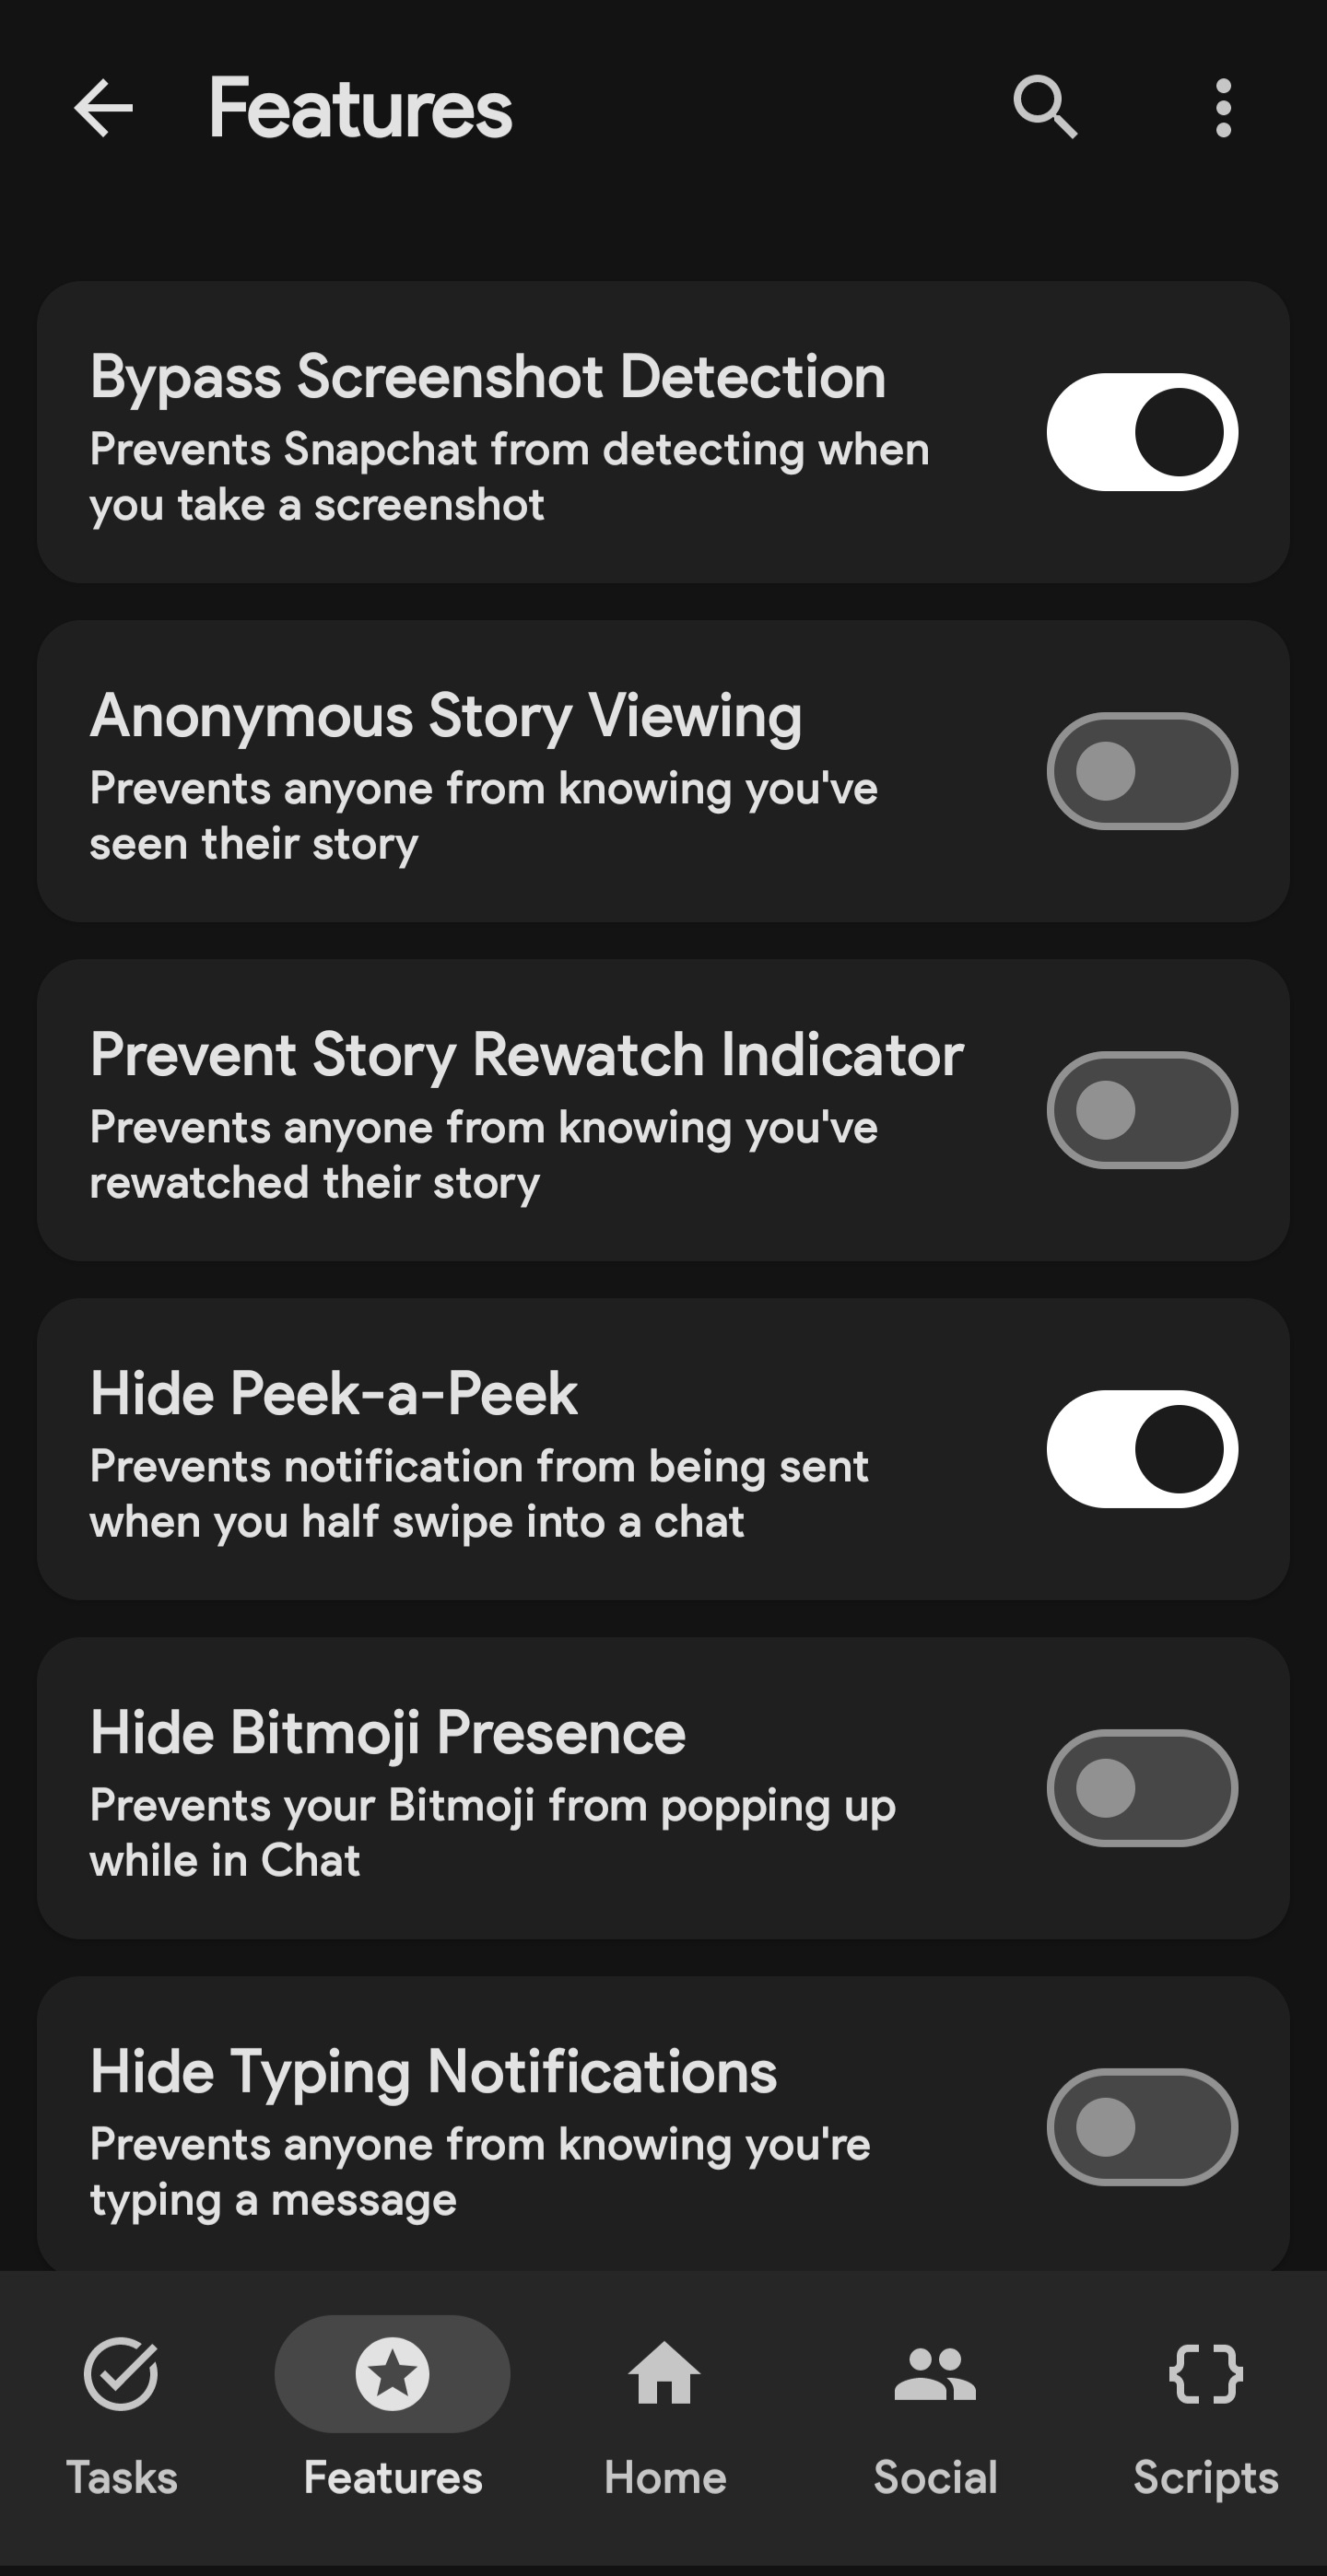 Features
Bypass Screenshot Detection
Prevents Snapchat from detecting when
you take a screenshot
Anonymous Story Viewing
Prevents anyone from knowing you've
seen their story
Prevent Story Rewatch Indicator
Prevents anyone from knowing you've
rewatched their story
Hide Peek-a-Peek
Prevents notification from being sent
when you half swipe into a chat
Hide Bitmoji Presence
Prevents your Bitmoji from popping up
while in Chat
Hide Typing Notifications
Prevents anyone from knowing you're
typing a message
Tasks
Features
Home
Social
Scripts